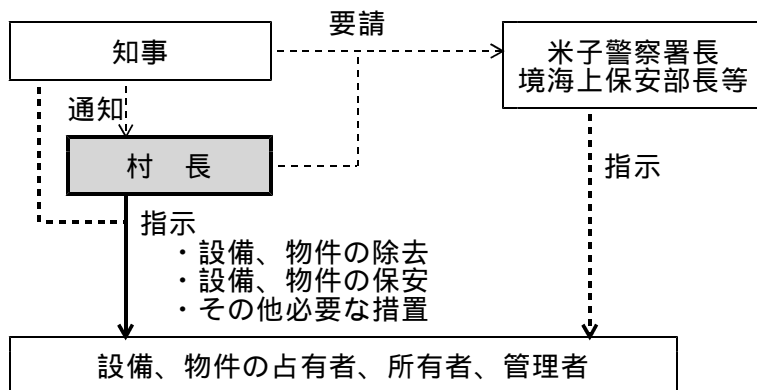 要請
知事
米子警察署長
境海上保安部長等
通知
村 長
指示
指示
・設備、物件の除去
・設備、物件の保安
・その他必要な措置
設備、物件の占有者、所有者、管理者